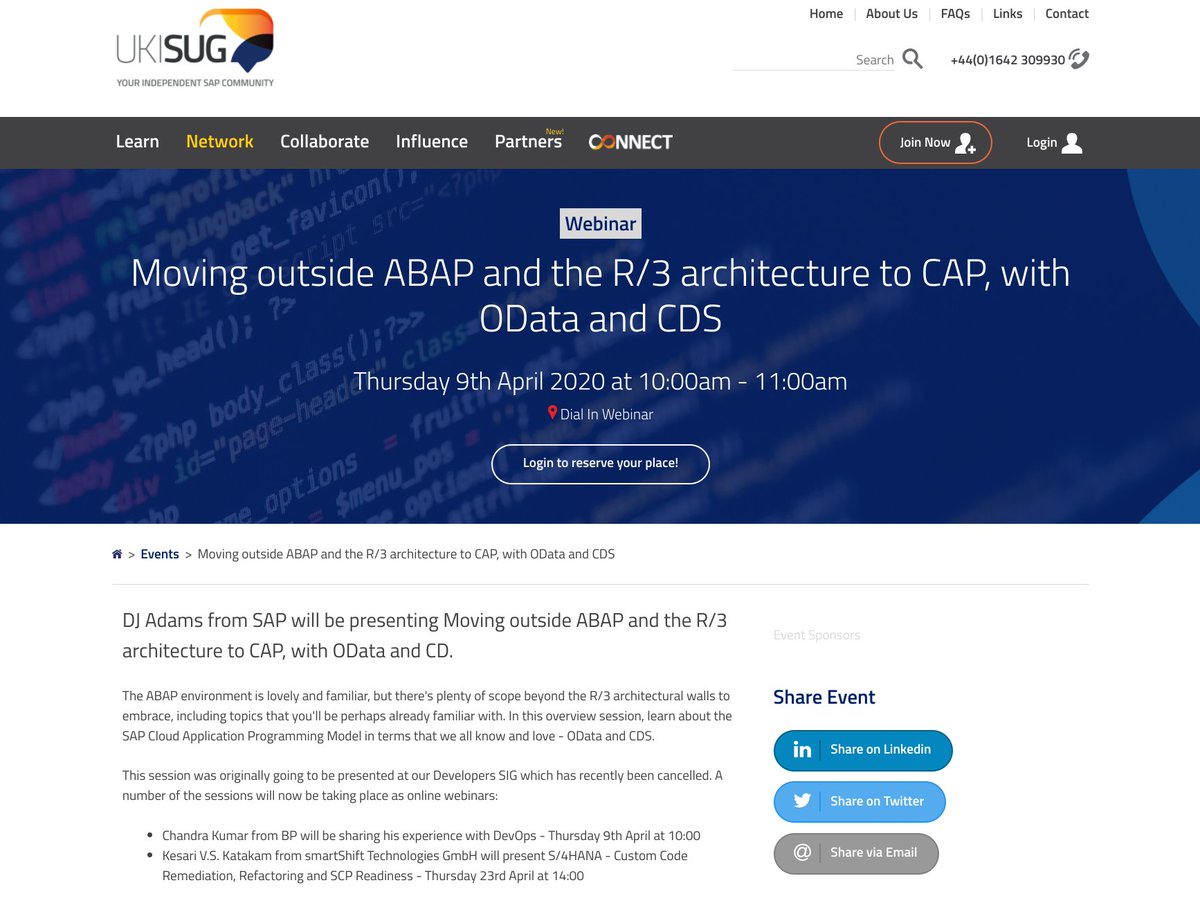 Home
About Us
FAQs
Links
Contact
UKISUG
YOUR INDEPENDENT SAP COMMUNITY
Search
+44(0)1642 309930
Learn
Network
Collaborate
Influence
Partners
New!
CONNECT
Join Now
Login
Webinar
Moving outside ABAP and the R/3 architecture to CAP, with
OData and CDS
Thursday 9th April 2020 at 10:00am - 11:00am
Dial In Webinar
Login to reserve your place!
> Events > Moving outside ABAP and the R/3 architecture to CAP, with OData and CDS
DJ Adams from SAP will be presenting Moving outside ABAP and the R/3
architecture to CAP, with OData and CD.
The ABAP environment is lovely and familiar, but there's plenty of scope beyond the R/3 architectural walls to
embrace, including topics that you'll be perhaps already familiar with. In this overview session, learn about the
SAP Cloud Application Programming Model in terms that we all know and love - OData and CDS.
This session was originally going to be presented at our Developers SIG which has recently been cancelled. A
number of the sessions will now be taking place as online webinars:
• Chandra Kumar from BP will be sharing his experience with DevOps - Thursday 9th April at 10:00
• Kesari V.S. Katakam from smartShift Technologies GmbH will present S/4HANA - Custom Code
Remediation, Refactoring and SCP Readiness - Thursday 23rd April at 14:00
Event Sponsors
Share Event
in Share on Linkedin
Share on Twitter
@ Share via Email